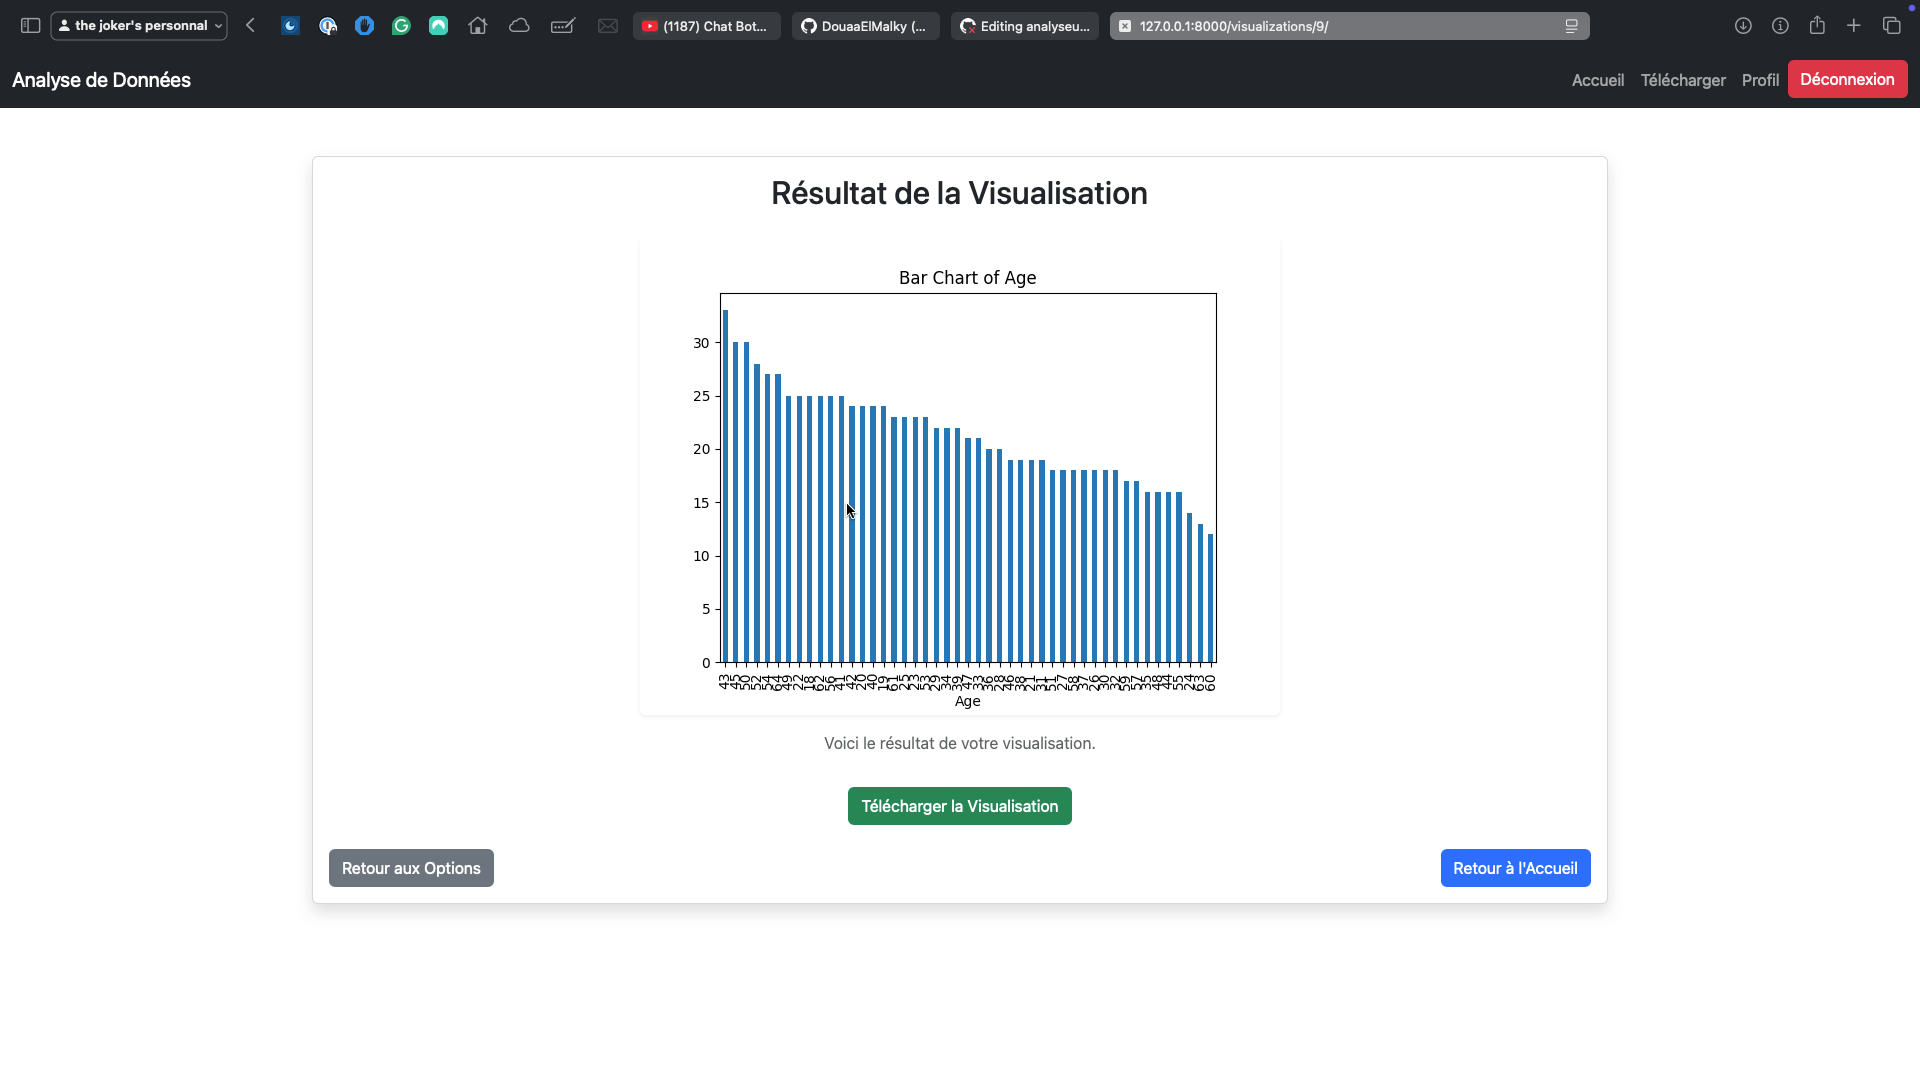 the joker's personnal
(1187) Chat Bot...
DouaaElMalky (...
Editing analyseu...
127.0.0.1:8000/visualizations/9/
Analyse de Données
Accueil
Télécharger
Profil
Déconnexion
Résultat de la Visualisation
Bar Chart of Age
30
25
20
15
10
5
0
43 45 50 52 54 64 49 22 18 62 56 41 42 20 40 19 61 25 23 53 29 34 39 47 33 36 28 46 38 21 31 51 27 58 37 26 30 32 59 57 35 48 44 55 24 63 60
Age
Voici le résultat de votre visualisation.
Télécharger la Visualisation
Retour aux Options
Retour à l'Accueil